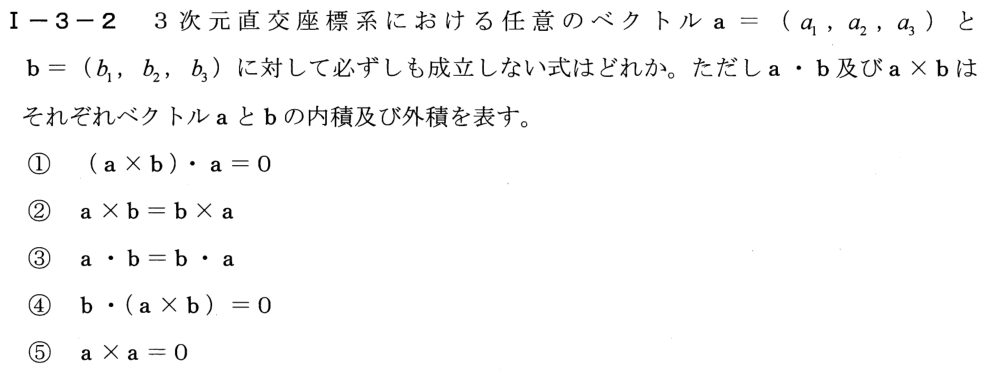 Ⅰ－3－2　3次元直交座標系における任意のベクトルa＝（a₁，a₂，a₃）と
b＝（b₁，b₂，b₃）に対して必ずしも成立しない式はどれか。ただしa・b及びa×bは
それぞれベクトルaとbの内積及び外積を表す。
①　（a×b）・a＝0
②　a×b＝b×a
③　a・b＝b・a
④　b・（a×b）＝0
⑤　a×a＝0